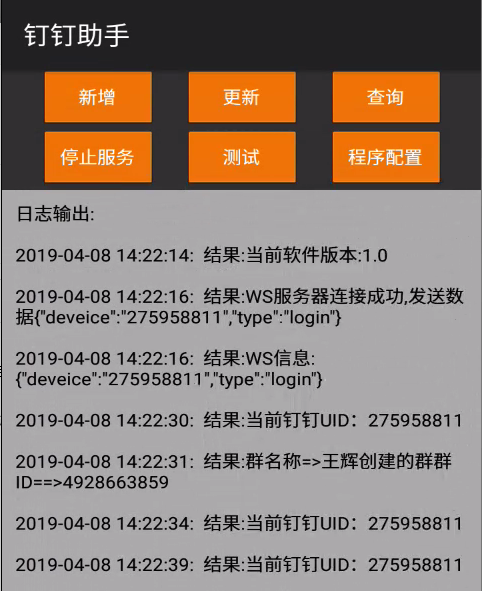 钉钉助手
新增 更新 查询
停止服务 测试 程序配置
日志输出:
2019-04-08 14:22:14: 结果:当前软件版本:1.0
2019-04-08 14:22:16: 结果:WS服务器连接成功,发送数
据{"deveice":"275958811","type":"login"}
2019-04-08 14:22:16: 结果:WS信息:
{"deveice":"275958811","type":"login"}
2019-04-08 14:22:30: 结果:当前钉钉UID：275958811
2019-04-08 14:22:31: 结果:群名称=>王辉创建的群群
ID==>4928663859
2019-04-08 14:22:34: 结果:当前钉钉UID：275958811
2019-04-08 14:22:39: 结果:当前钉钉UID：275958811